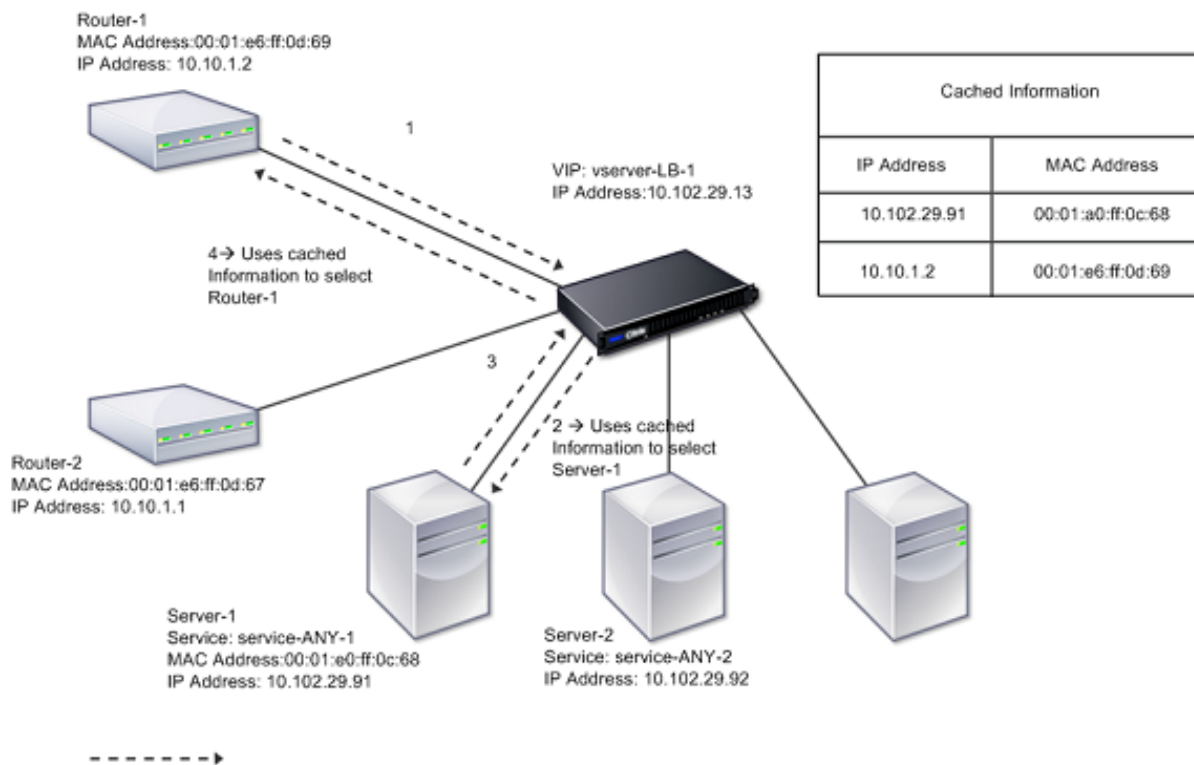 Router-1
MAC Address:00:01:e6:ff:0d:69
IP Address: 10.10.1.2
1
VIP: vserver-LB-1
IP Address:10.102.29.13
Cached Information
IP Address MAC Address
10.102.29.91 00:01:a0:ff:0c:68
10.10.1.2 00:01:e6:ff:0d:69
4→ Uses cached
Information to select
Router-1
3
2 → Uses cached
Information to select
Server-1
Router-2
MAC Address:00:01:e6:ff:0d:67
IP Address: 10.10.1.1
Server-1
Service: service-ANY-1
MAC Address:00:01:e0:ff:0c:68
IP Address: 10.102.29.91
Server-2
Service: service-ANY-2
IP Address: 10.102.29.92